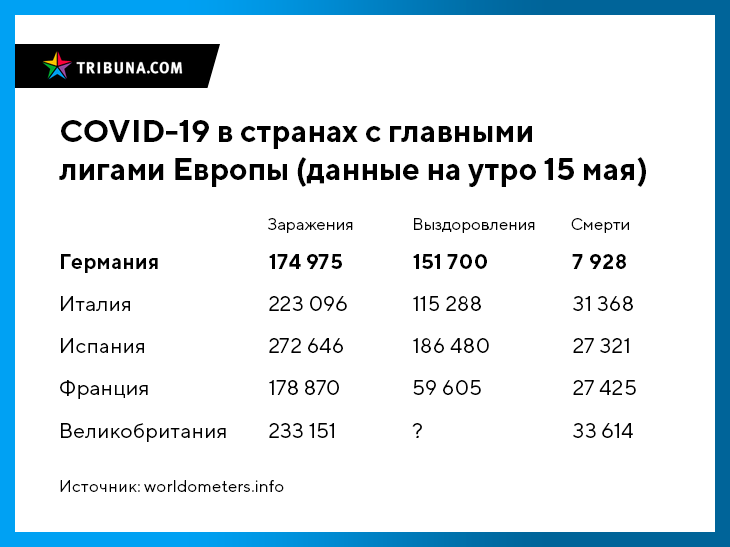 TRIBUNA.COM
COVID-19 в странах с главными
лигами Европы (данные на утро 15 мая)
Заражения Выздоровления Смерти
Германия 174 975 151 700 7 928
Италия 223 096 115 288 31 368
Испания 272 646 186 480 27 321
Франция 178 870 59 605 27 425
Великобритания 233 151 ? 33 614
Источник: worldometers.info